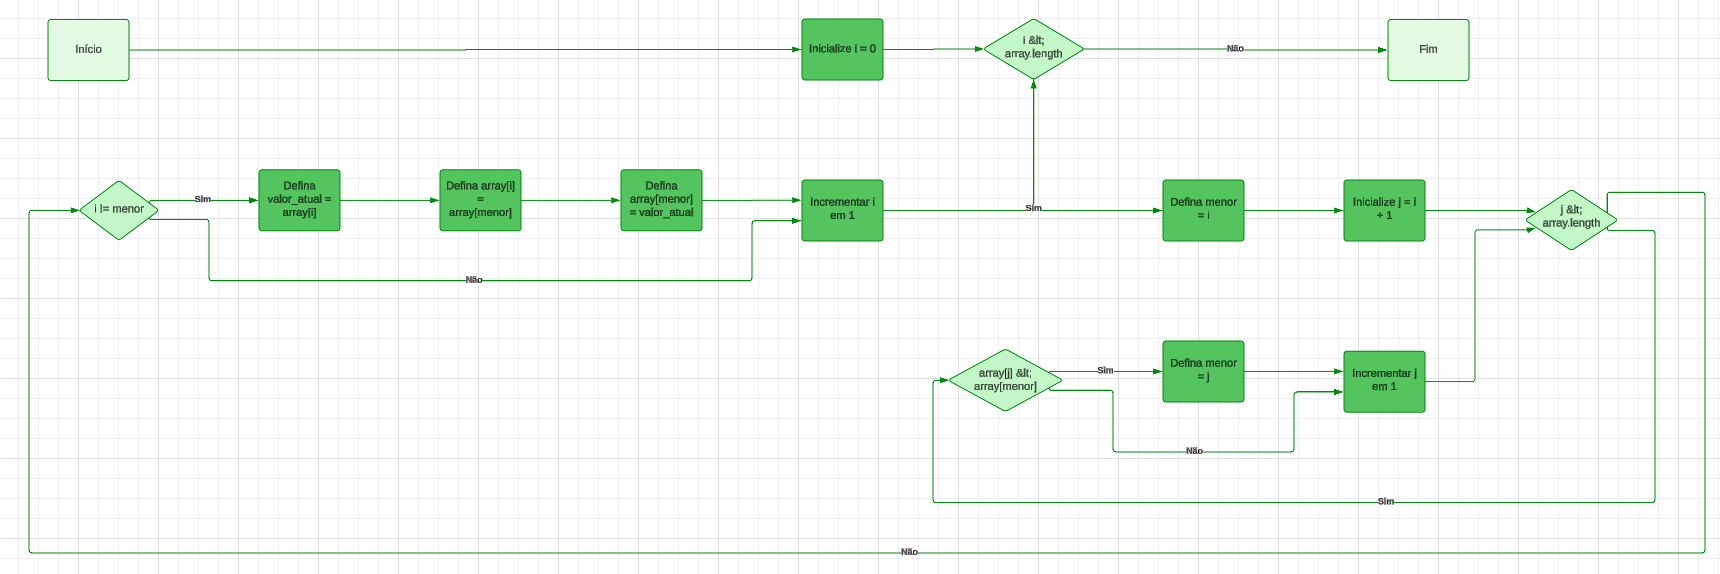 Início
Inicialize i = 0
i &lt;
array.length
Não
Fim
i != menor
Sim
Defina
valor_atual =
array[i]
Defina array[i]
=
array[menor]
Defina
array[menor]
= valor_atual
Incrementar i
em 1
Sim
Defina menor
= i
Inicialize j = i
+ 1
j &lt;
array.length
Não
array[j] &lt;
array[menor]
Sim
Defina menor
= j
Incrementar j
em 1
Não
Sim
Não